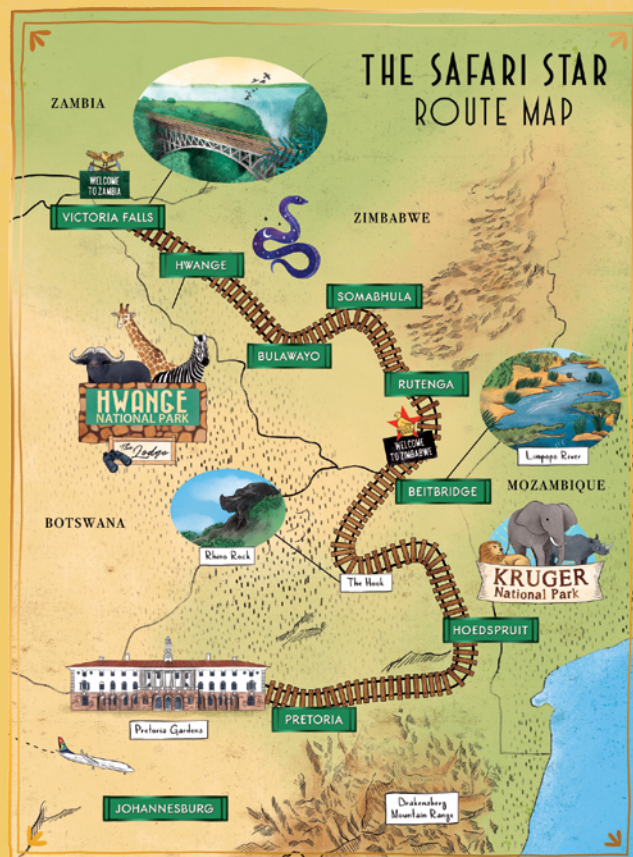 THE SAFARI STAR
ROUTE MAP
ZAMBIA
WELCOME
TO ZAMBIA
VICTORIA FALLS
ZIMBABWE
HWANGE
SOMABHULA
BULAWAYO
RUTENGA
HWANGE
NATIONAL PARK
The Lodge
WELCOME
TO ZIMBABWE
Limpopo River
BEITBRIDGE
MOZAMBIQUE
BOTSWANA
Rhino Rock
The Hook
KRUGER
National Park
HOEDSPRUIT
Pretoria Gardens
PRETORIA
JOHANNESBURG
Drakensberg
Mountain Range